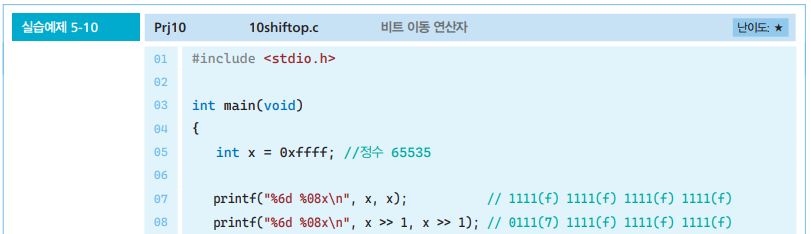 실습예제 5-10 Prj10 10shiftop.c 비트 이동 연산자 난이도: ★
01 #include <stdio.h>
02
03 int main(void)
04 {
05 int x = 0xffff; //정수 65535
06
07 printf("%6d %08x\n", x, x); // 1111(f) 1111(f) 1111(f) 1111(f)
08 printf("%6d %08x\n", x >> 1, x >> 1); // 0111(7) 1111(f) 1111(f) 1111(f)